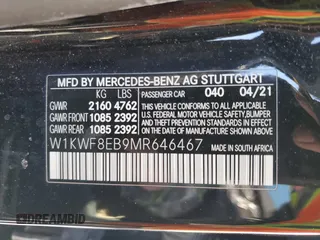 MFD BY MERCEDES-BENZ AG STUTTGART
KG LBS PASSENGER CAR 040 04/21
GVWR 2160 4762
GAWR FRONT 1085 2392
GAWR REAR 1085 2392
THIS VEHICLE CONFORMS TO ALL APPLICABLE
U.S. FEDERAL MOTOR VEHICLE SAFETY,
BUMPER, AND THEFT PREVENTION
STANDARDS IN EFFECT ON THE DATE OF
MANUFACTURE SHOWN ABOVE.
W1KWF8EB9MR646467
MADE IN SOUTH AFRICA
DREAMBID